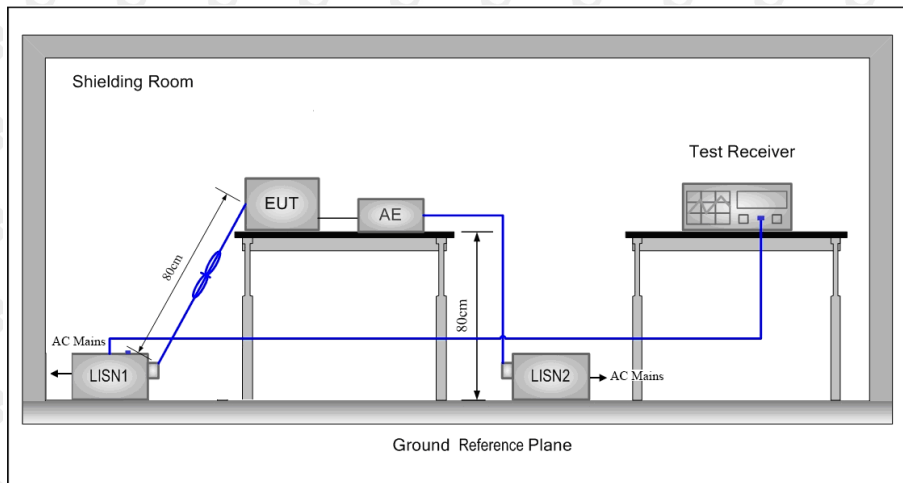 Shielding Room
Test Receiver
EUT
AE
80cm
80cm
AC Mains
LISN1
LISN2
AC Mains
Ground Reference Plane